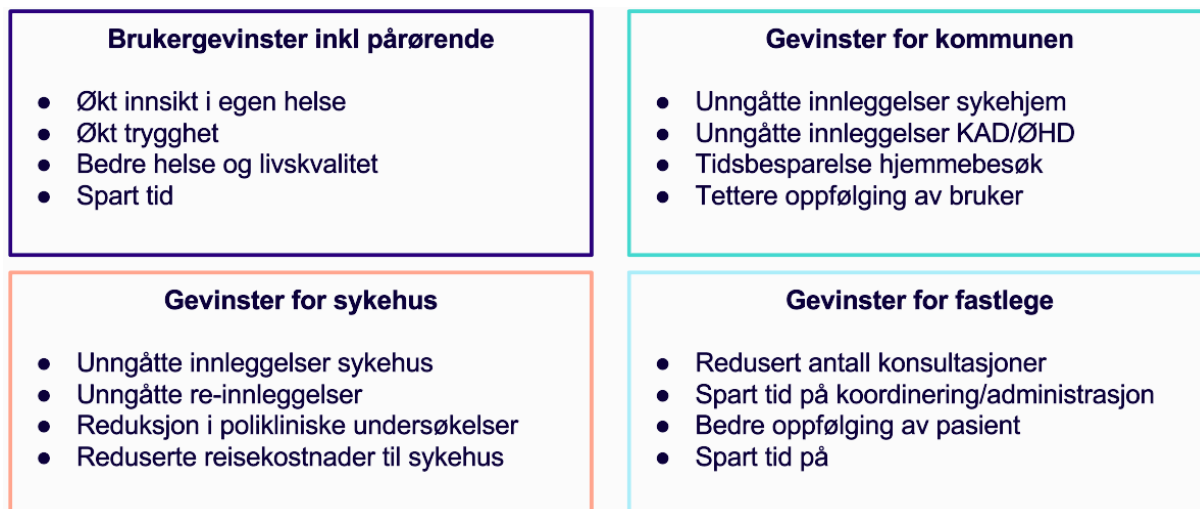 Brukergevinster inkl pårørende
● Økt innsikt i egen helse
● Økt trygghet
● Bedre helse og livskvalitet
● Spart tid
Gevinster for kommunen
● Unngåtte innleggelser sykehjem
● Unngåtte innleggelser KAD/ØHD
● Tidsbesparelse hjemmebesøk
● Tettere oppfølging av bruker
Gevinster for sykehus
● Unngåtte innleggelser sykehus
● Unngåtte re-innleggelser
● Reduksjon i polikliniske undersøkelser
● Reduserte reisekostnader til sykehus
Gevinster for fastlege
● Redusert antall konsultasjoner
● Spart tid på koordinering/administrasjon
● Bedre oppfølging av pasient
● Spart tid på